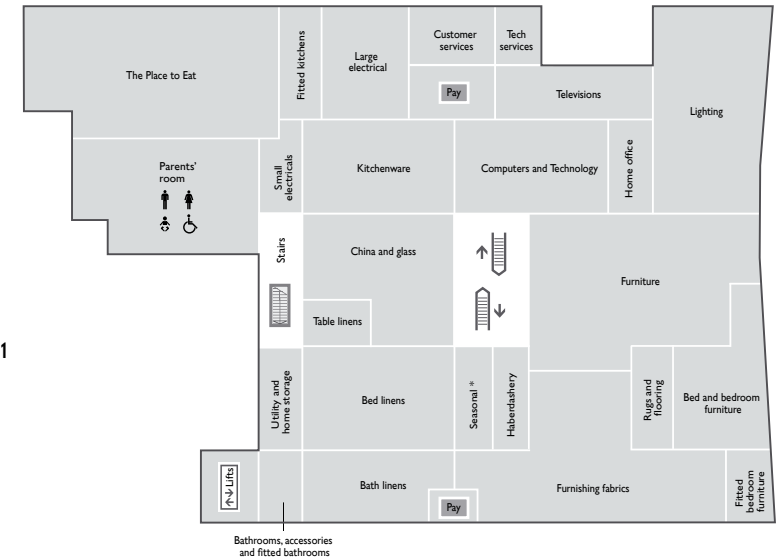 The Place to Eat
Fitted kitchens
Large
electrical
Customer
services
Tech
services
Pay
Televisions
Lighting
Parents'
room
Small
electricals
Kitchenware
Computers and Technology
Home office
Stairs
China and glass
Furniture
Table linens
1
Utility and
home storage
Bed linens
Seasonal *
Haberdashery
Rugs and
flooring
Bed and bedroom
furniture
Lifts
Bath linens
Pay
Furnishing fabrics
Fitted
bedroom
furniture
Bathrooms, accessories
and fitted bathrooms